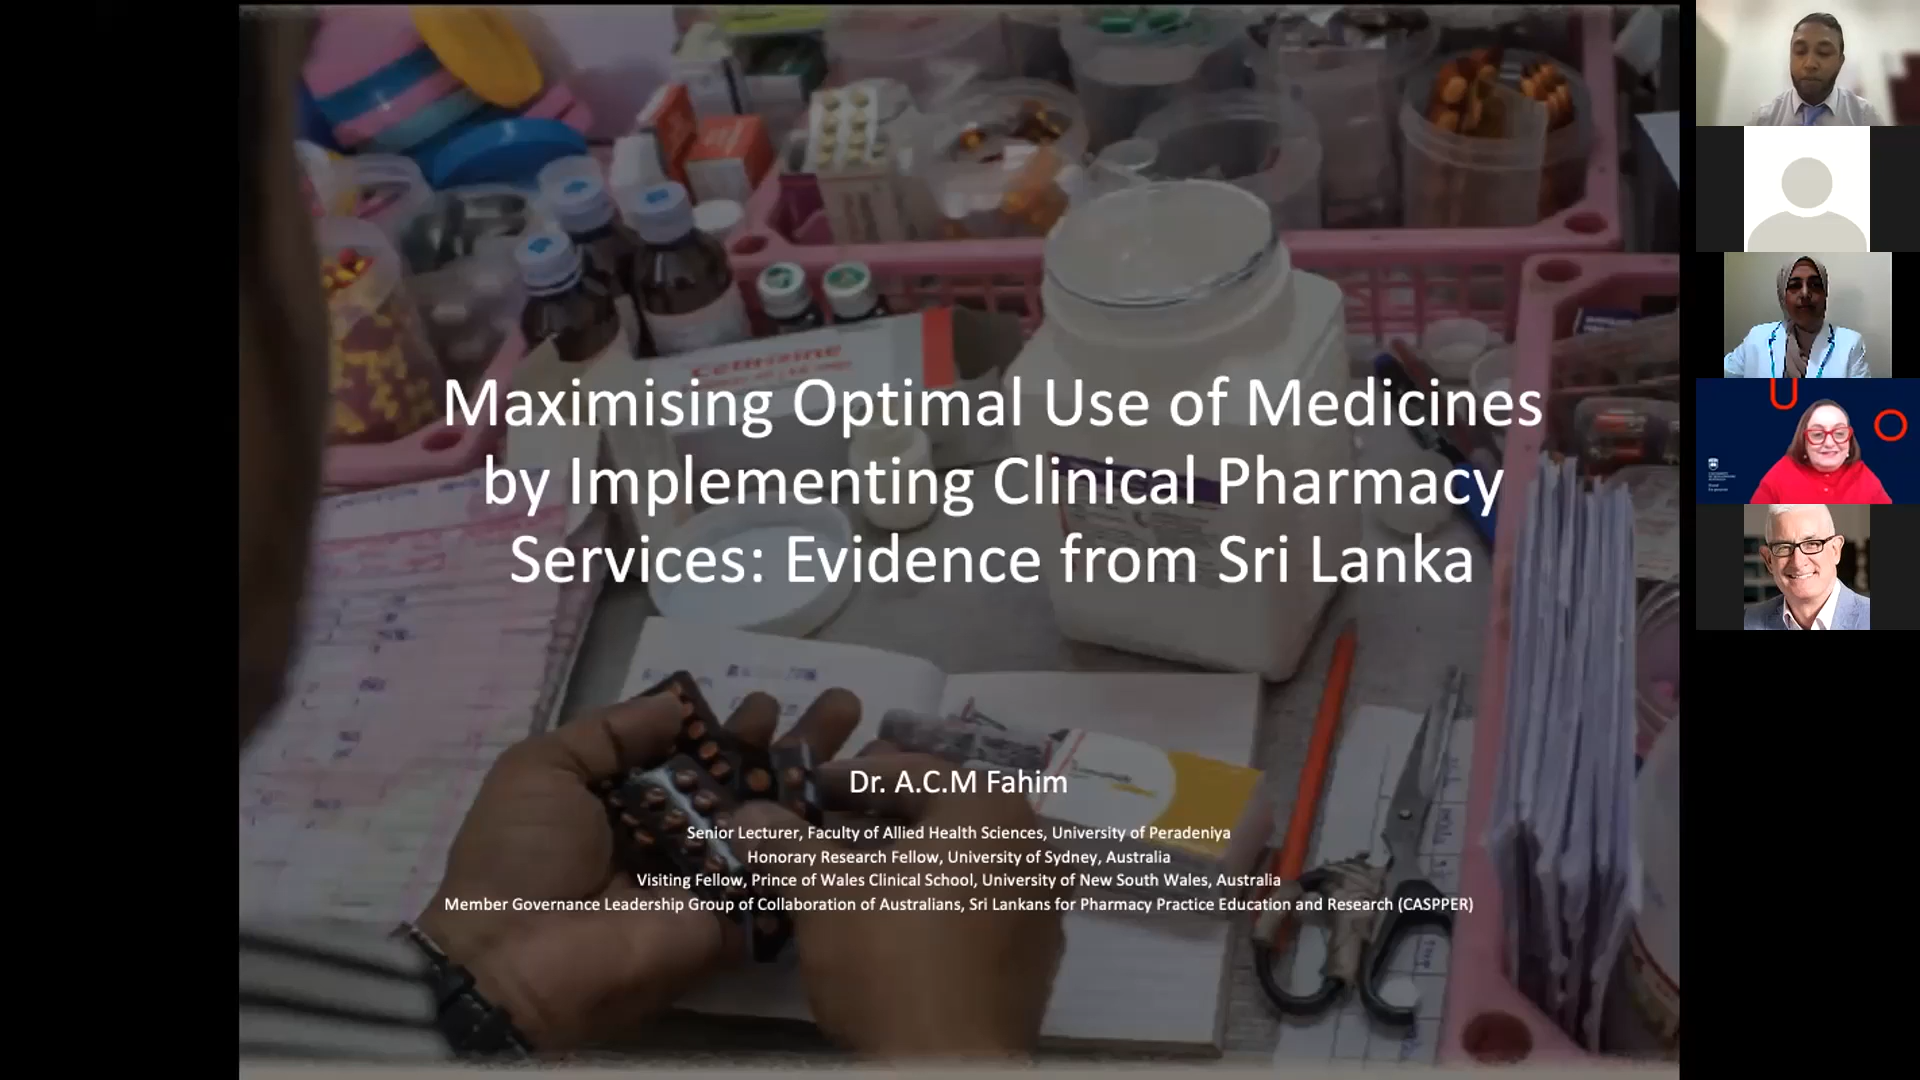 Cetirizine
Maximising Optimal Use of Medicines
by Implementing Clinical Pharmacy
Services: Evidence from Sri Lanka
Dr. A.C.M Fahim
Senior Lecturer, Faculty of Allied Health Sciences, University of Peradeniya
Honorary Research Fellow, University of Sydney, Australia
Visiting Fellow, Prince of Wales Clinical School, University of New South Wales, Australia
Member Governance Leadership Group of Collaboration of Australians, Sri Lankans for Pharmacy Practice Education and Research (CASPPER)